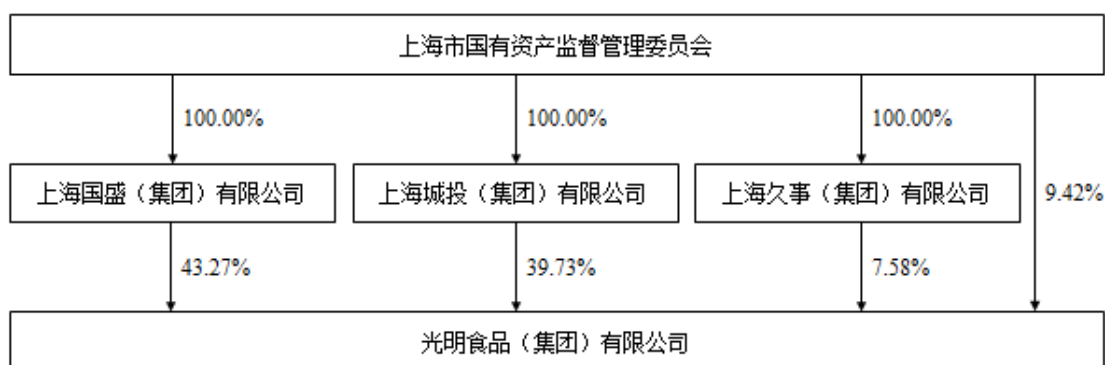 上海市国有资产监督管理委员会
100.00%
100.00%
100.00%
上海国盛（集团）有限公司
上海城投（集团）有限公司
上海久事（集团）有限公司
9.42%
43.27%
39.73%
7.58%
光明食品（集团）有限公司